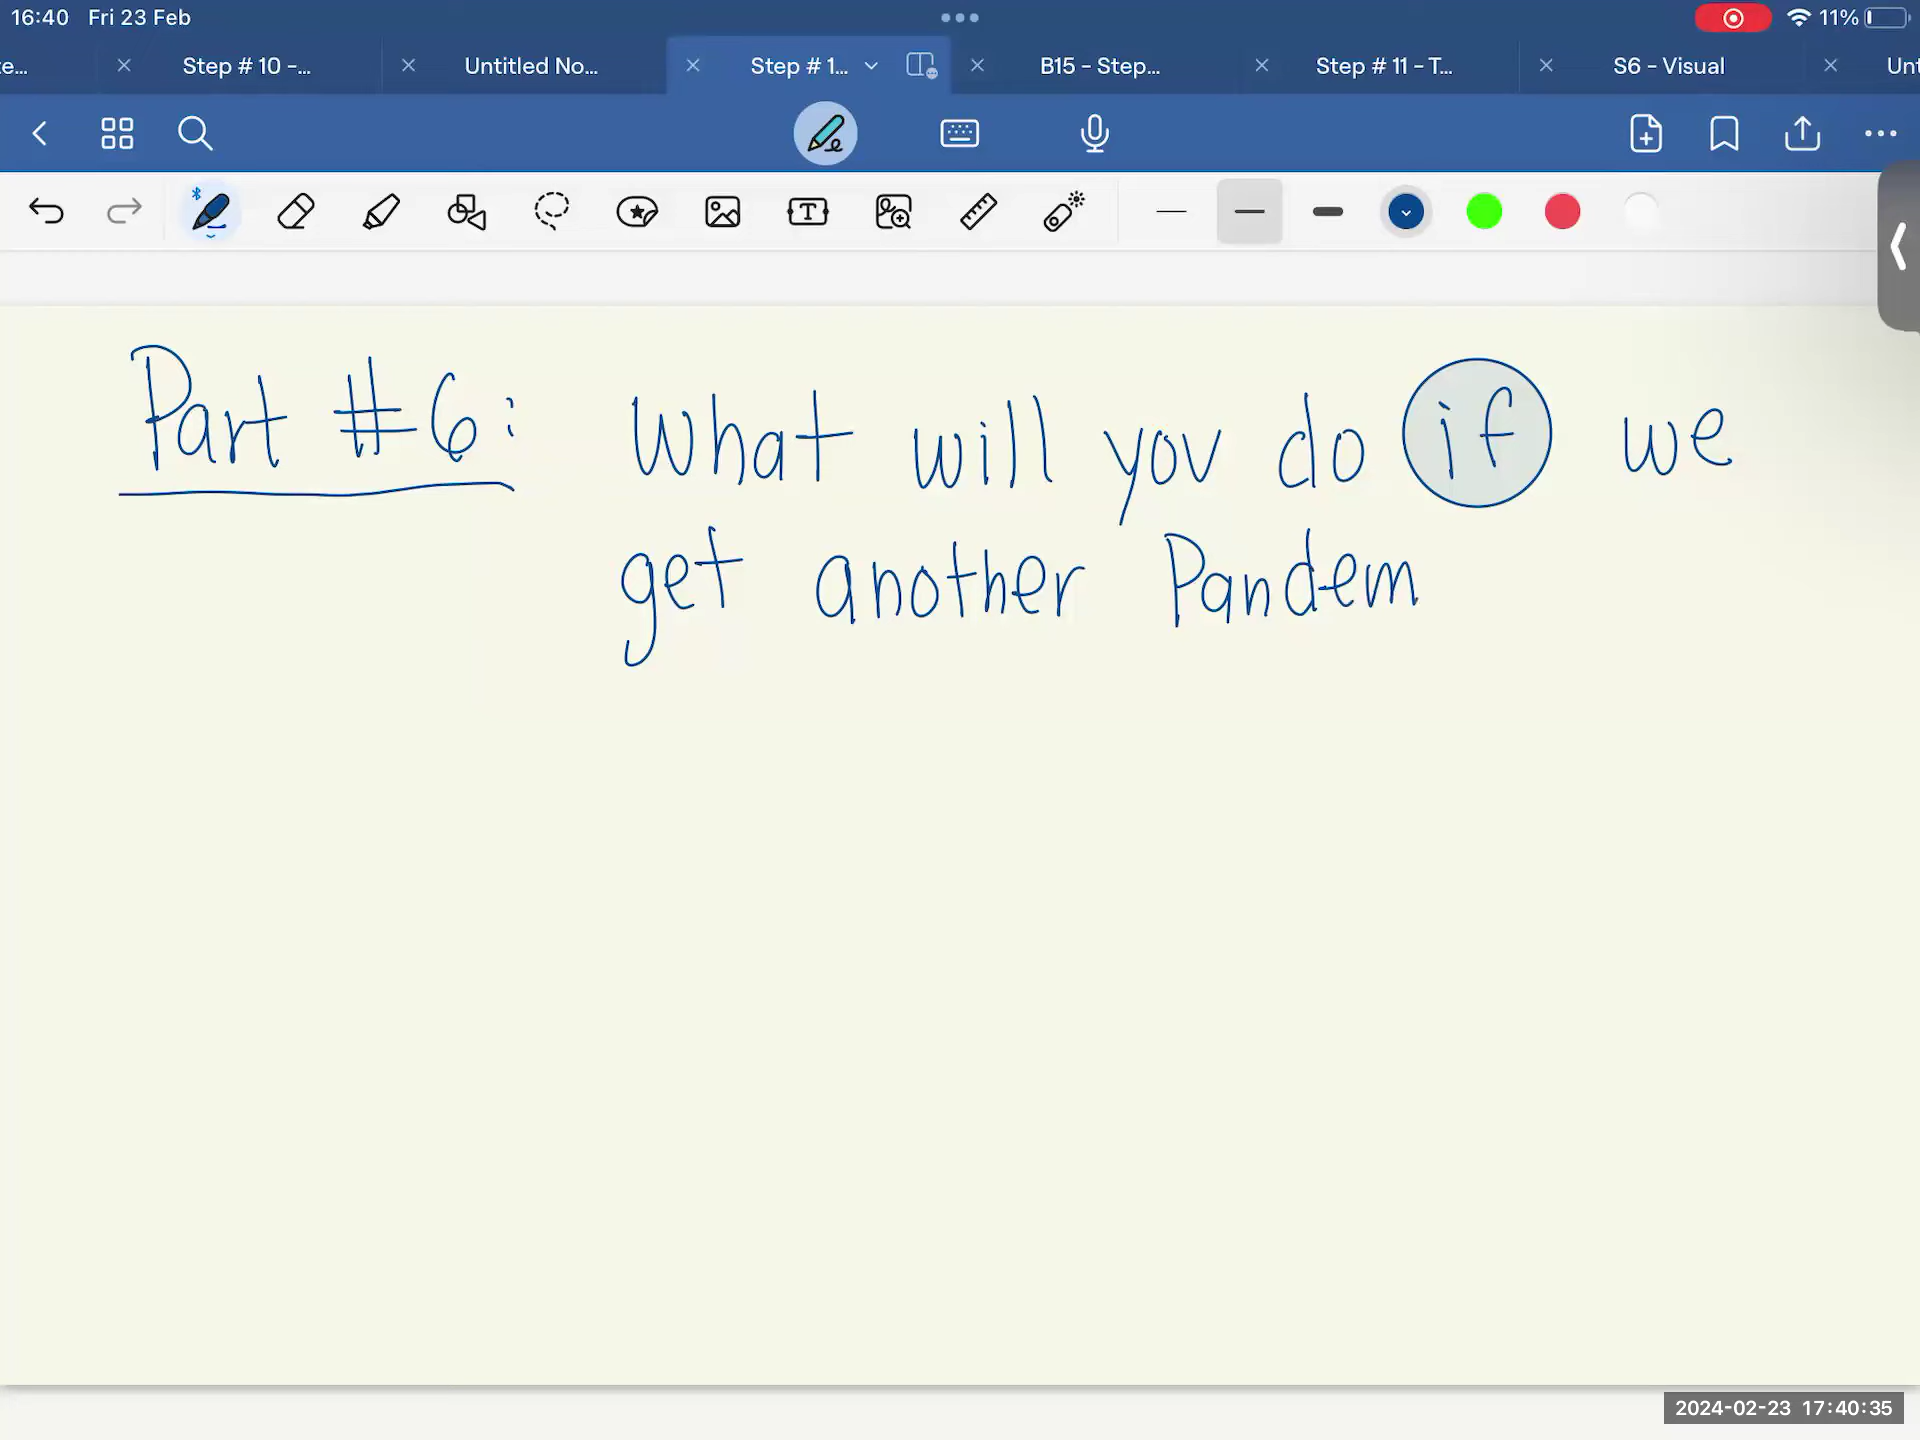 16:40 Fri 23 Feb 11%
e... Step # 10 -... Untitled No... Step # 1... B15 - Step... Step # 11 - T... S6 - Visual Unt
Part #6: What will you do if we
get another Pandem
2024-02-23 17:40:35